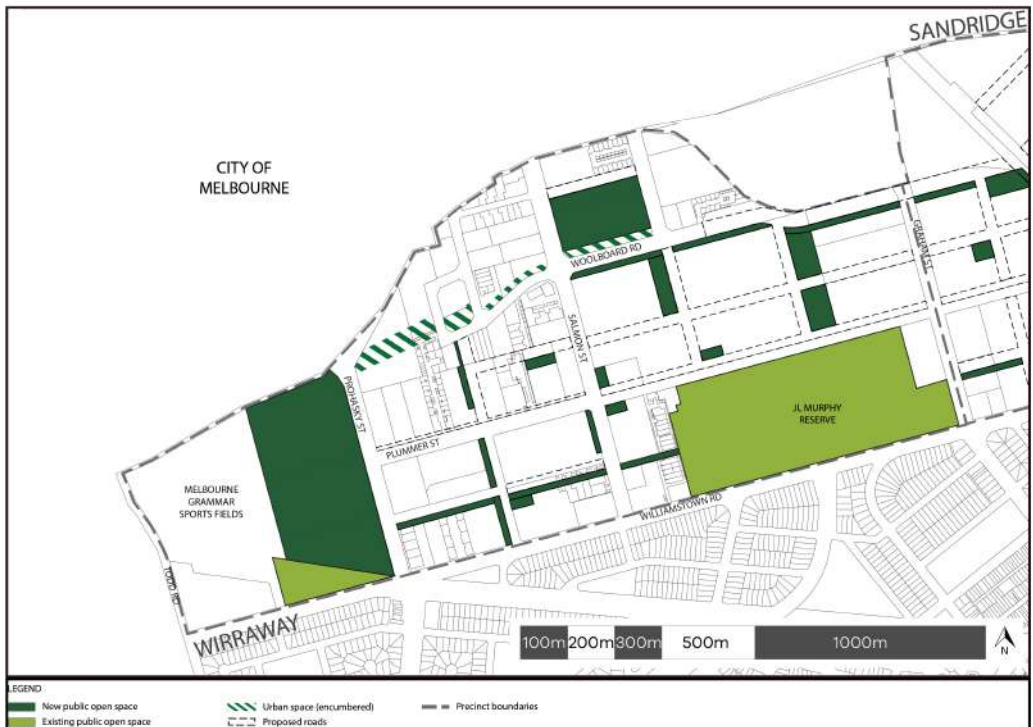 SANDRIDGE
CITY OF
MELBOURNE
WOOLBOARD RD
GRAHAM ST
SALMON ST
PROHASKY ST
PLUMMER ST
JL MURPHY
RESERVE
MELBOURNE
GRAMMAR
SPORTS FIELDS
WILLIAMSTOWN RD
TODD RD
WIRRAWAY
100m 200m 300m 500m 1000m
N
LEGEND
New public open space
Urban space (encumbered)
Precinct boundaries
Existing public open space
Proposed roads